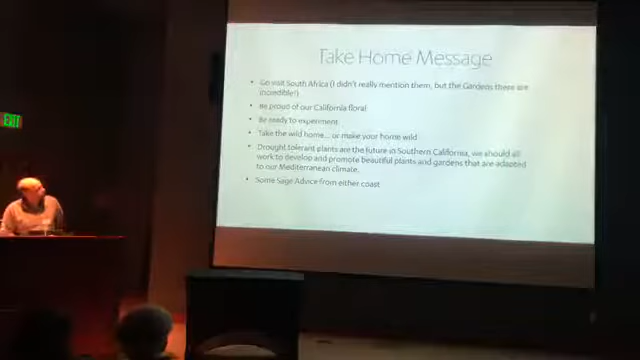 EXIT
Take Home Message
• Go visit South Africa (I didn't really mention them, but the Gardens there are
incredible!)
• Be proud of our California flora!
• Be ready to experiment
• Take the wild home... or make your home wild
• Drought tolerant plants are the future in Southern California, we should all
work to develop and promote beautiful plants and gardens that are adapted
to our Mediterranean climate.
• Some Sage Advice from either coast